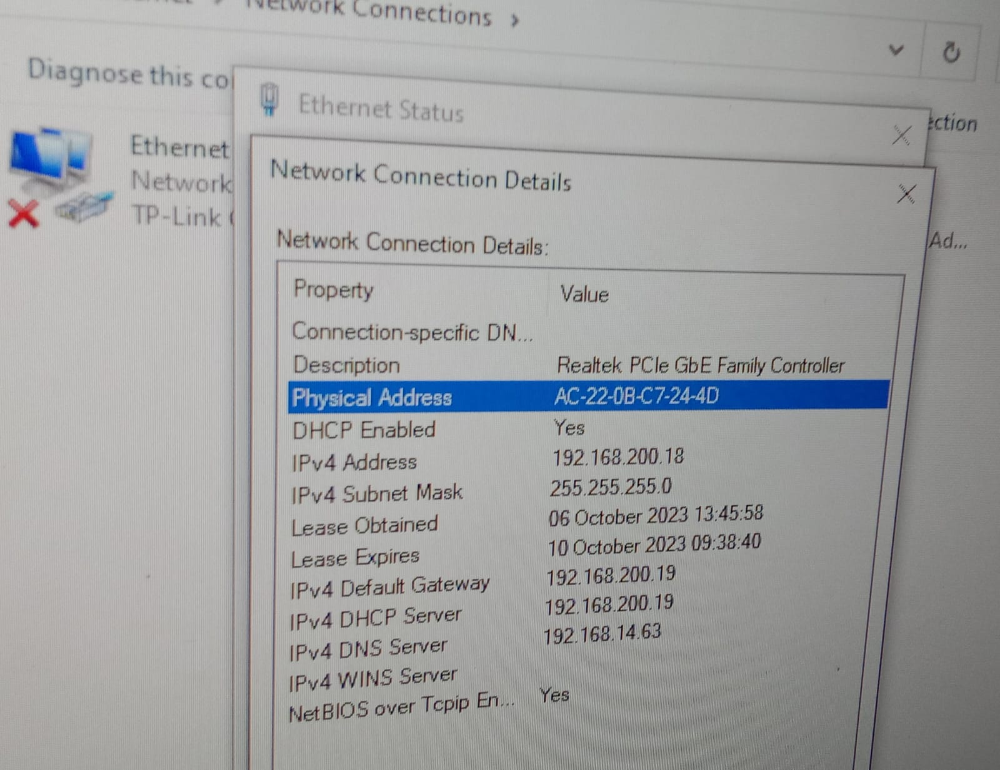 Network Connections >
Diagnose this co
Ethernet Status
ection
Ethernet
Network
TP-Link
Ad...
Network Connection Details
Network Connection Details:
Property Value
Connection-specific DN...
Description Realtek PCIe GbE Family Controller
Physical Address AC-22-0B-C7-24-4D
DHCP Enabled Yes
IPv4 Address 192.168.200.18
IPv4 Subnet Mask 255.255.255.0
Lease Obtained 06 October 2023 13:45:58
Lease Expires 10 October 2023 09:38:40
IPv4 Default Gateway 192.168.200.19
IPv4 DHCP Server 192.168.200.19
IPv4 DNS Server 192.168.14.63
IPv4 WINS Server
NetBIOS over Tcpip En... Yes